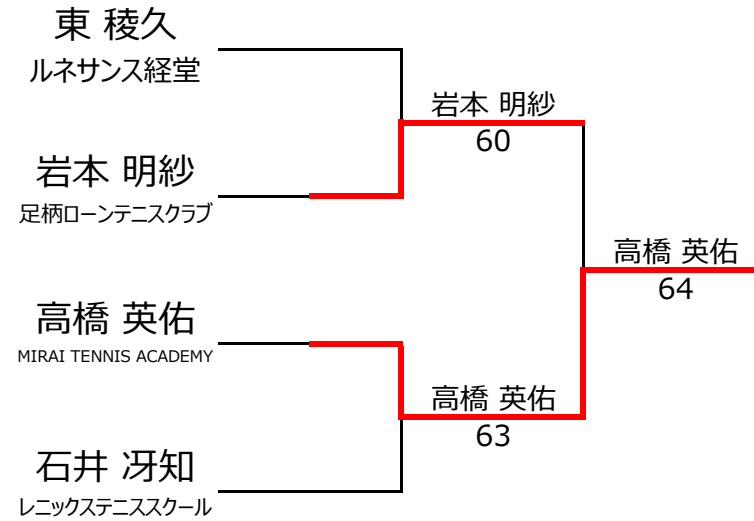 東 稜久
ルネサンス経堂
岩本 明紗
60
岩本 明紗
足柄ローンテニスクラブ
高橋 英佑
64
高橋 英佑
MIRAI TENNIS ACADEMY
高橋 英佑
63
石井 冴知
レニックステニススクール